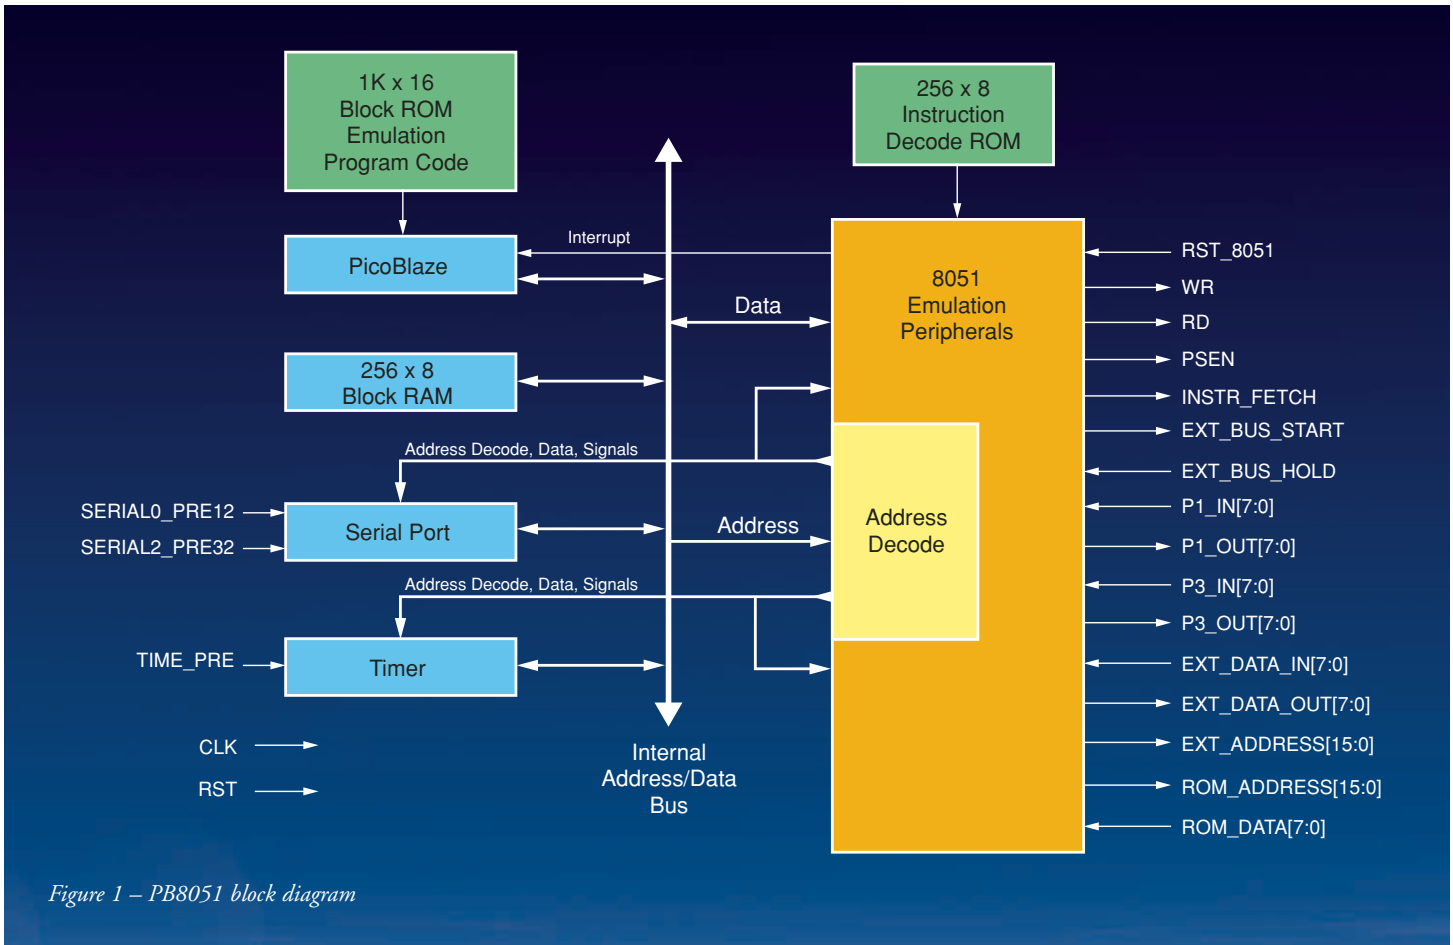 1K x 16
Block ROM
Emulation
Program Code
256 x 8
Instruction
Decode ROM
PicoBlaze
Interrupt
Data
8051
Emulation
Peripherals
256 x 8
Block RAM
Address Decode, Data, Signals
SERIAL0_PRE12
SERIAL2_PRE32
Serial Port
Address
Address
Decode
Address Decode, Data, Signals
TIME_PRE
Timer
CLK
RST
Internal
Address/Data
Bus
RST_8051
WR
RD
PSEN
INSTR_FETCH
EXT_BUS_START
EXT_BUS_HOLD
P1_IN[7:0]
P1_OUT[7:0]
P3_IN[7:0]
P3_OUT[7:0]
EXT_DATA_IN[7:0]
EXT_DATA_OUT[7:0]
EXT_ADDRESS[15:0]
ROM_ADDRESS[15:0]
ROM_DATA[7:0]
Figure 1 – PB8051 block diagram